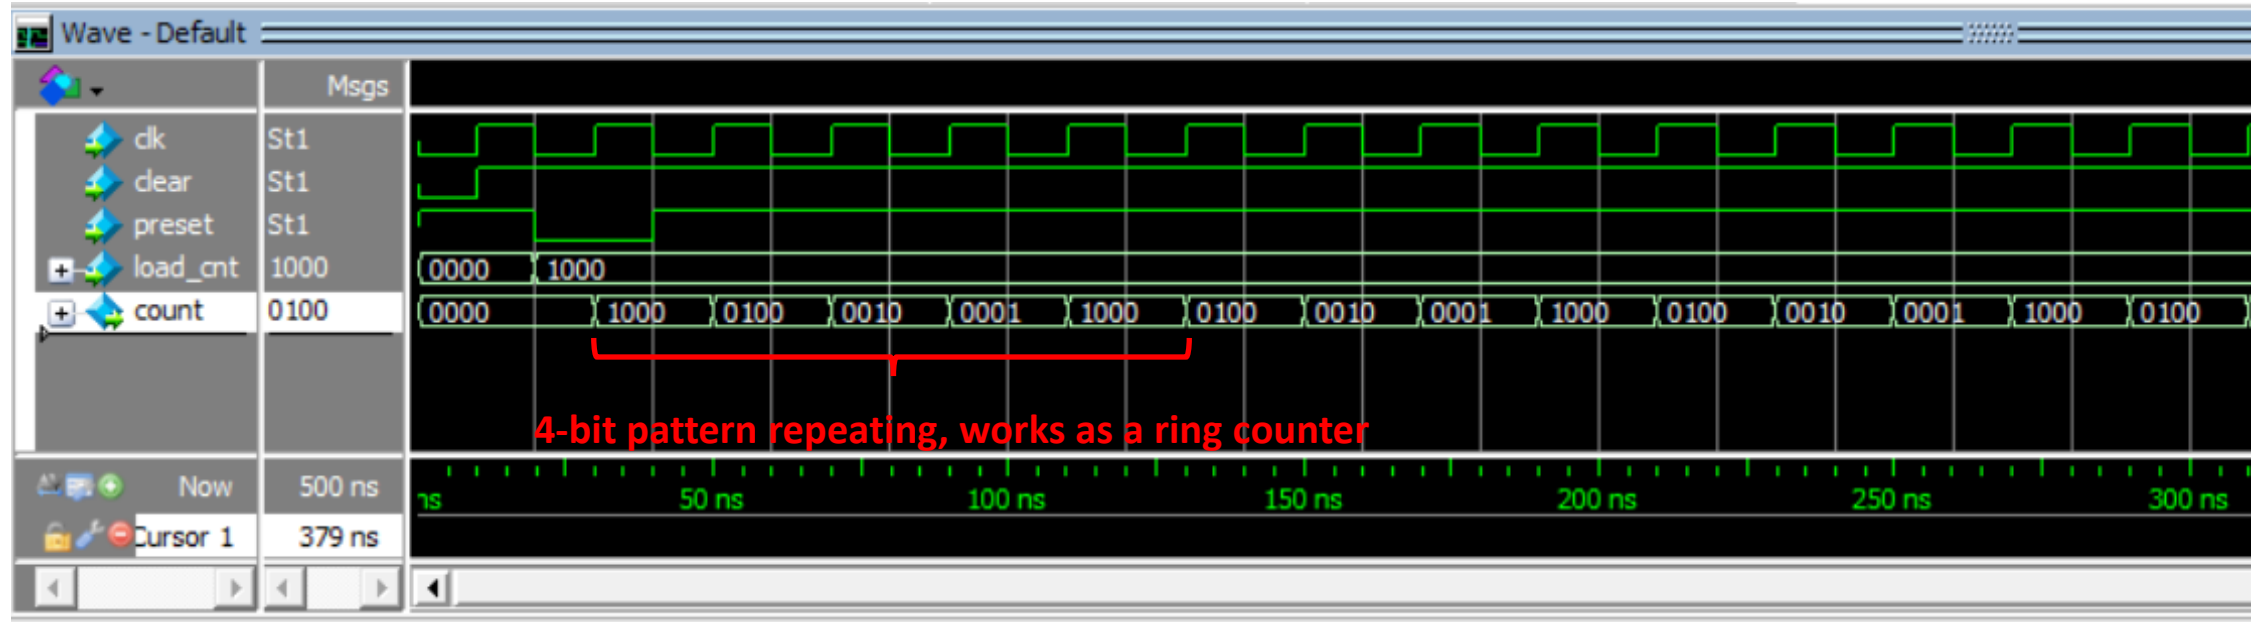 Wave - Default
Msgs
clk St1
clear St1
preset St1
load_cnt 1000 0000 1000
count 0100 0000 1000 0100 0010 0001 1000 0100 0010 0001 1000 0100 0010 0001 1000 0100
4-bit pattern repeating, works as a ring counter
Now 500 ns ns 50 ns 100 ns 150 ns 200 ns 250 ns 300 ns
Cursor 1 379 ns